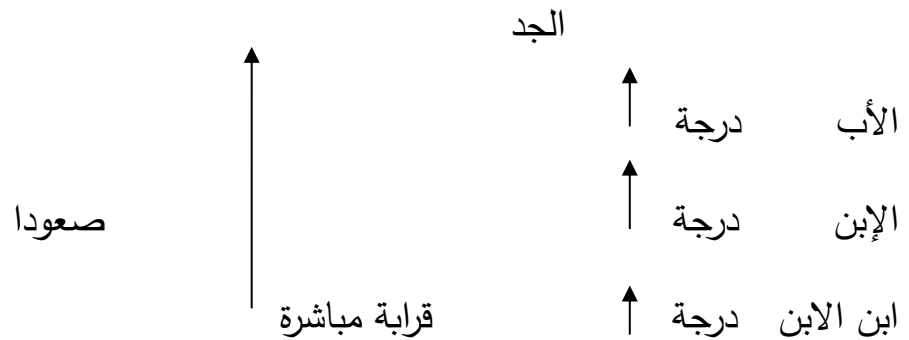 الجد
الأب درجة
الإبن درجة صعودا
ابن الابن درجة قرابة مباشرة